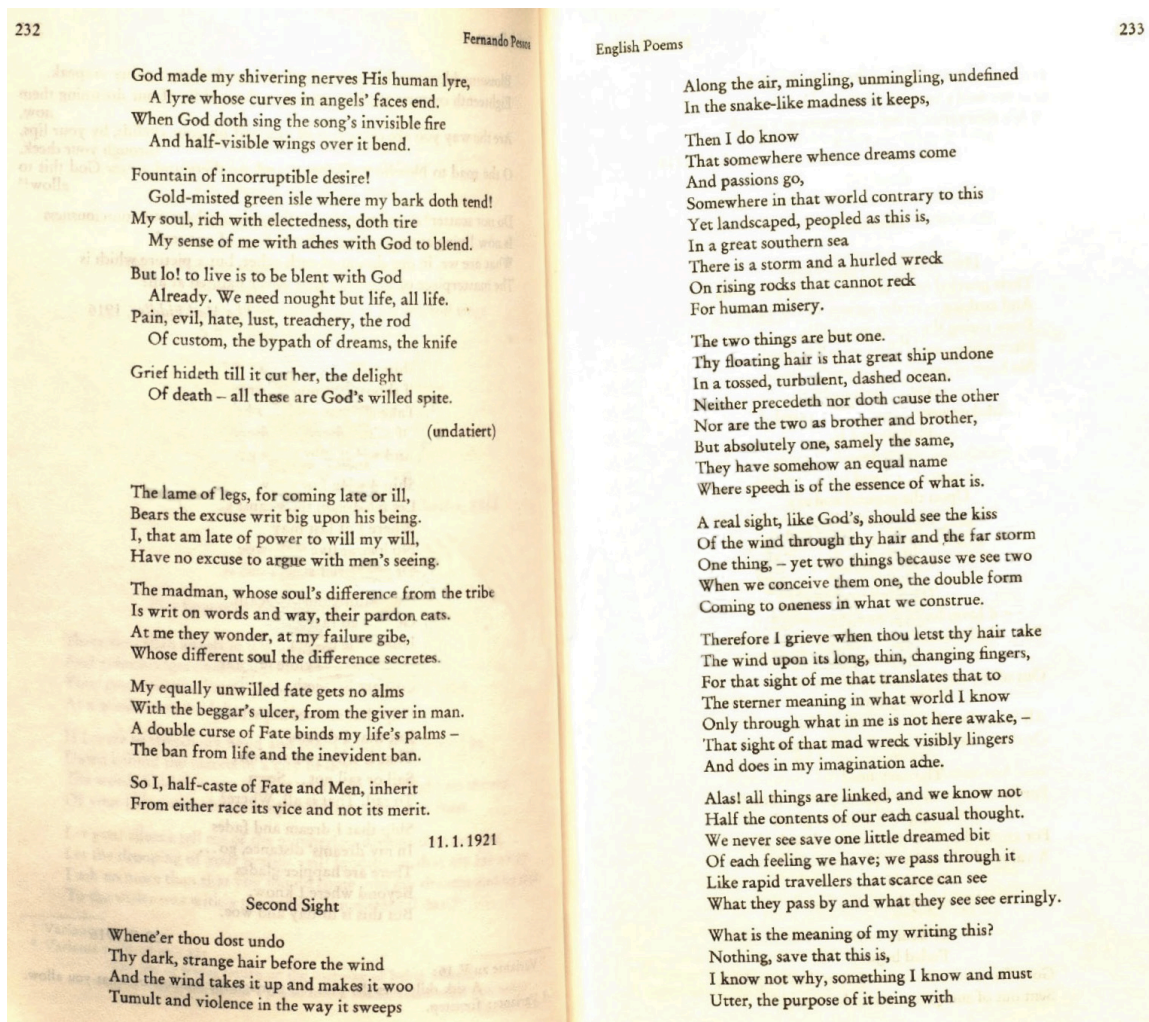 232
Fernando Pessoa
God made my shivering nerves His human lyre,
A lyre whose curves in angels' faces end.
When God doth sing the song's invisible fire
And half-visible wings over it bend.
Fountain of incorruptible desire!
Gold-misted green isle where my bark doth tend!
My soul, rich with electedness, doth tire
My sense of me with aches with God to blend.
But lo! to live is to be blent with God
Already. We need nought but life, all life.
Pain, evil, hate, lust, treachery, the rod
Of custom, the bypath of dreams, the knife
Grief hideth till it cut her, the delight
Of death – all these are God's willed spite.
(undatiert)
The lame of legs, for coming late or ill,
Bears the excuse writ big upon his being.
I, that am late of power to will my will,
Have no excuse to argue with men's seeing.
The madman, whose soul's difference from the tribe
Is writ on words and way, their pardon eats.
At me they wonder, at my failure gibe,
Whose different soul the difference secretes.
My equally unwilled fate gets no alms
With the beggar's ulcer, from the giver in man.
A double curse of Fate binds my life's palms –
The ban from life and the inevident ban.
So I, half-caste of Fate and Men, inherit
From either race its vice and not its merit.
11.1.1921
Second Sight
Whene'er thou dost undo
Thy dark, strange hair before the wind
And the wind takes it up and makes it woo
Tumult and violence in the way it sweeps
English Poems
233
Along the air, mingling, unmingling, undefined
In the snake-like madness it keeps,
Then I do know
That somewhere whence dreams come
And passions go,
Somewhere in that world contrary to this
Yet landscaped, peopled as this is,
In a great southern sea
There is a storm and a hurled wreck
On rising rocks that cannot reck
For human misery.
The two things are but one.
Thy floating hair is that great ship undone
In a tossed, turbulent, dashed ocean.
Neither precedeth nor doth cause the other
Nor are the two as brother and brother,
But absolutely one, samely the same,
They have somehow an equal name
Where speech is of the essence of what is.
A real sight, like God's, should see the kiss
Of the wind through thy hair and the far storm
One thing, – yet two things because we see two
When we conceive them one, the double form
Coming to oneness in what we construe.
Therefore I grieve when thou letst thy hair take
The wind upon its long, thin, changing fingers,
For that sight of me that translates that to
The sterner meaning in what world I know
Only through what in me is not here awake, –
That sight of that mad wreck visibly lingers
And does in my imagination ache.
Alas! all things are linked, and we know not
Half the contents of our each casual thought.
We never see save one little dreamed bit
Of each feeling we have; we pass through it
Like rapid travellers that scarce can see
What they pass by and what they see see erringly.
What is the meaning of my writing this?
Nothing, save that this is,
I know not why, something I know and must
Utter, the purpose of it being with